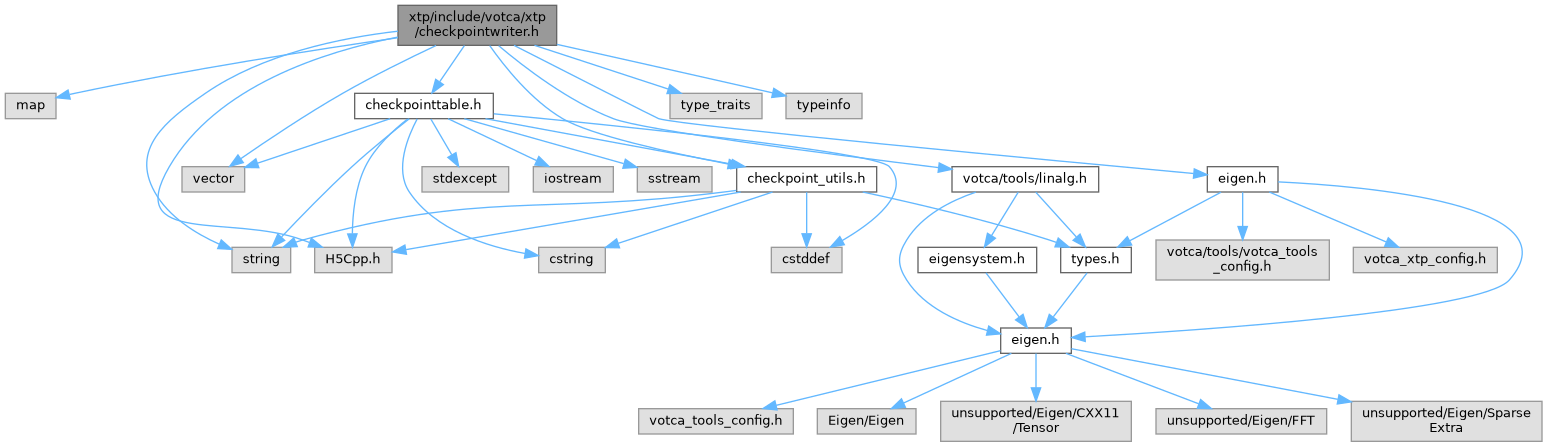 xtp/include/votca/xtp
/checkpointwriter.h
map
checkpointtable.h
type_traits
typeinfo
vector
stdexcept
iostream
sstream
checkpoint_utils.h
votca/tools/linalg.h
eigen.h
string
H5Cpp.h
cstring
cstddef
eigensystem.h
types.h
votca/tools/votca_tools
_config.h
votca_xtp_config.h
eigen.h
votca_tools_config.h
Eigen/Eigen
unsupported/Eigen/CXX11
/Tensor
unsupported/Eigen/FFT
unsupported/Eigen/Sparse
Extra